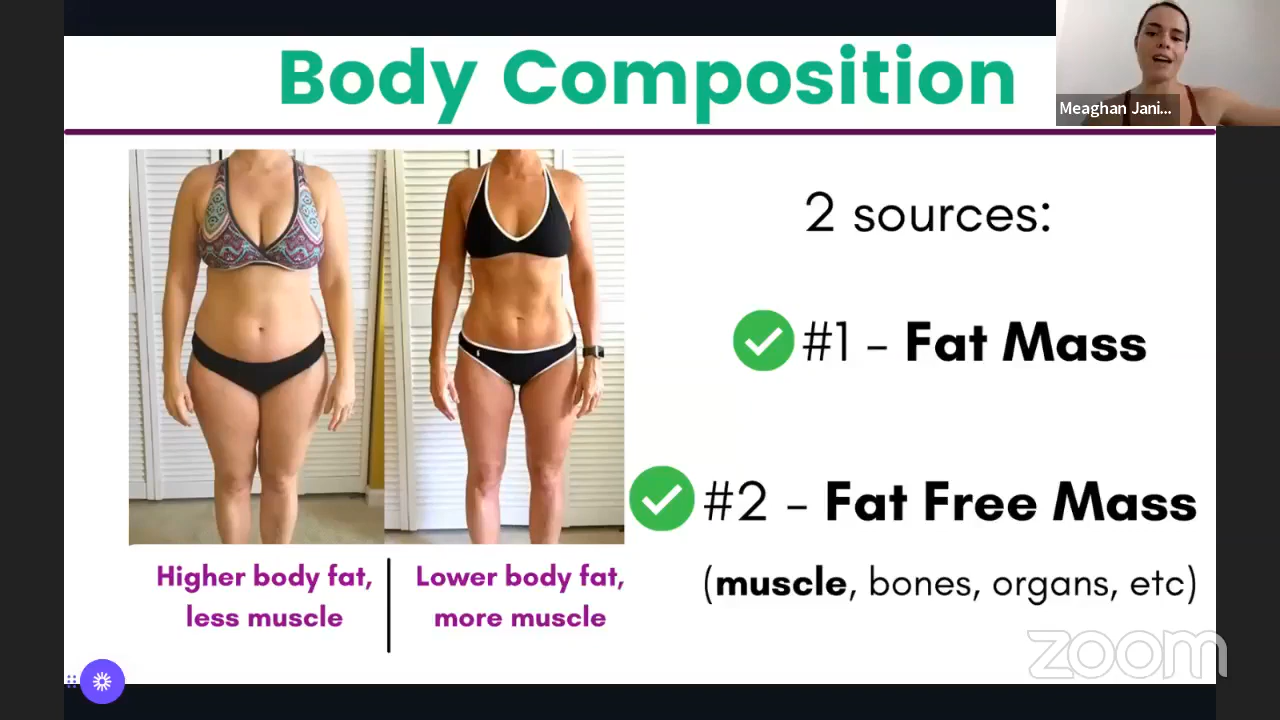 Body Composition
Meaghan Jani...
2 sources:
#1 - Fat Mass
#2 - Fat Free Mass
(muscle, bones, organs, etc)
Higher body fat,
less muscle
Lower body fat,
more muscle
zoom